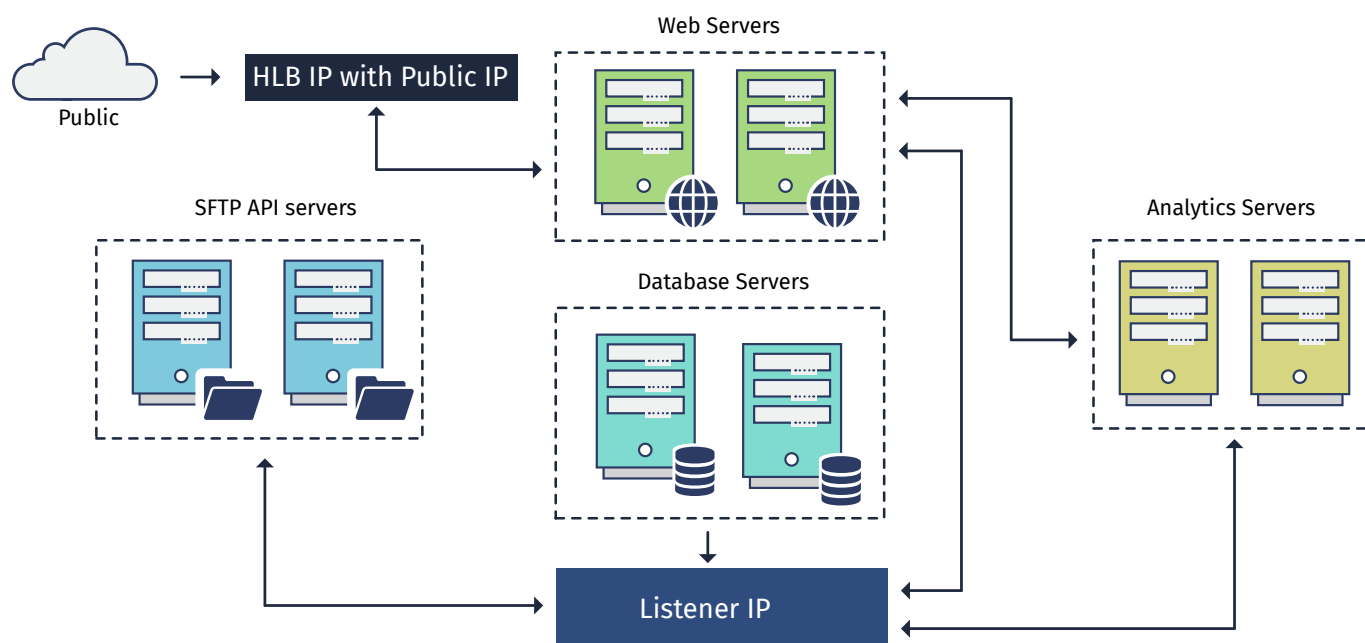 Web Servers
HLB IP with Public IP
Public
SFTP API servers
Analytics Servers
Database Servers
Listener IP